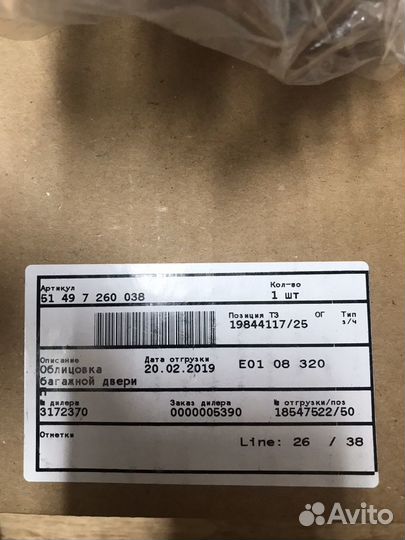 Артикул Кол-во
51 49 7 260 038 1 шт
Позиция ТЗ ОГ Тип з/ч
19844117/25
Описание Дата отгрузки
Облицовка 20.02.2019 E01 08 320
багажной двери
П
№ дилера Заказ дилера № отгрузки/поз
3172370 0000005390 18547522/50
Отметки
Line: 26 / 38
Avito